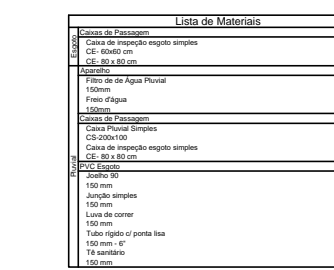 Lista de Materiais
Esgoto
Caixas de Passagem
Caixa de inspeção esgoto simples
CE- 60x60 cm
CE- 80 x 80 cm
Pluvial
Aparelho
Filtro de de Água Pluvial
150mm
Freio d'água
150mm
Caixas de Passagem
Caixa Pluvial Simples
CS-200x100
Caixa de inspeção esgoto simples
CE- 80 x 80 cm
PVC Esgoto
Joelho 90
150 mm
Junção simples
150 mm
Luva de correr
150 mm
Tubo rígido c/ ponta lisa
150 mm - 6"
Tê sanitário
150 mm